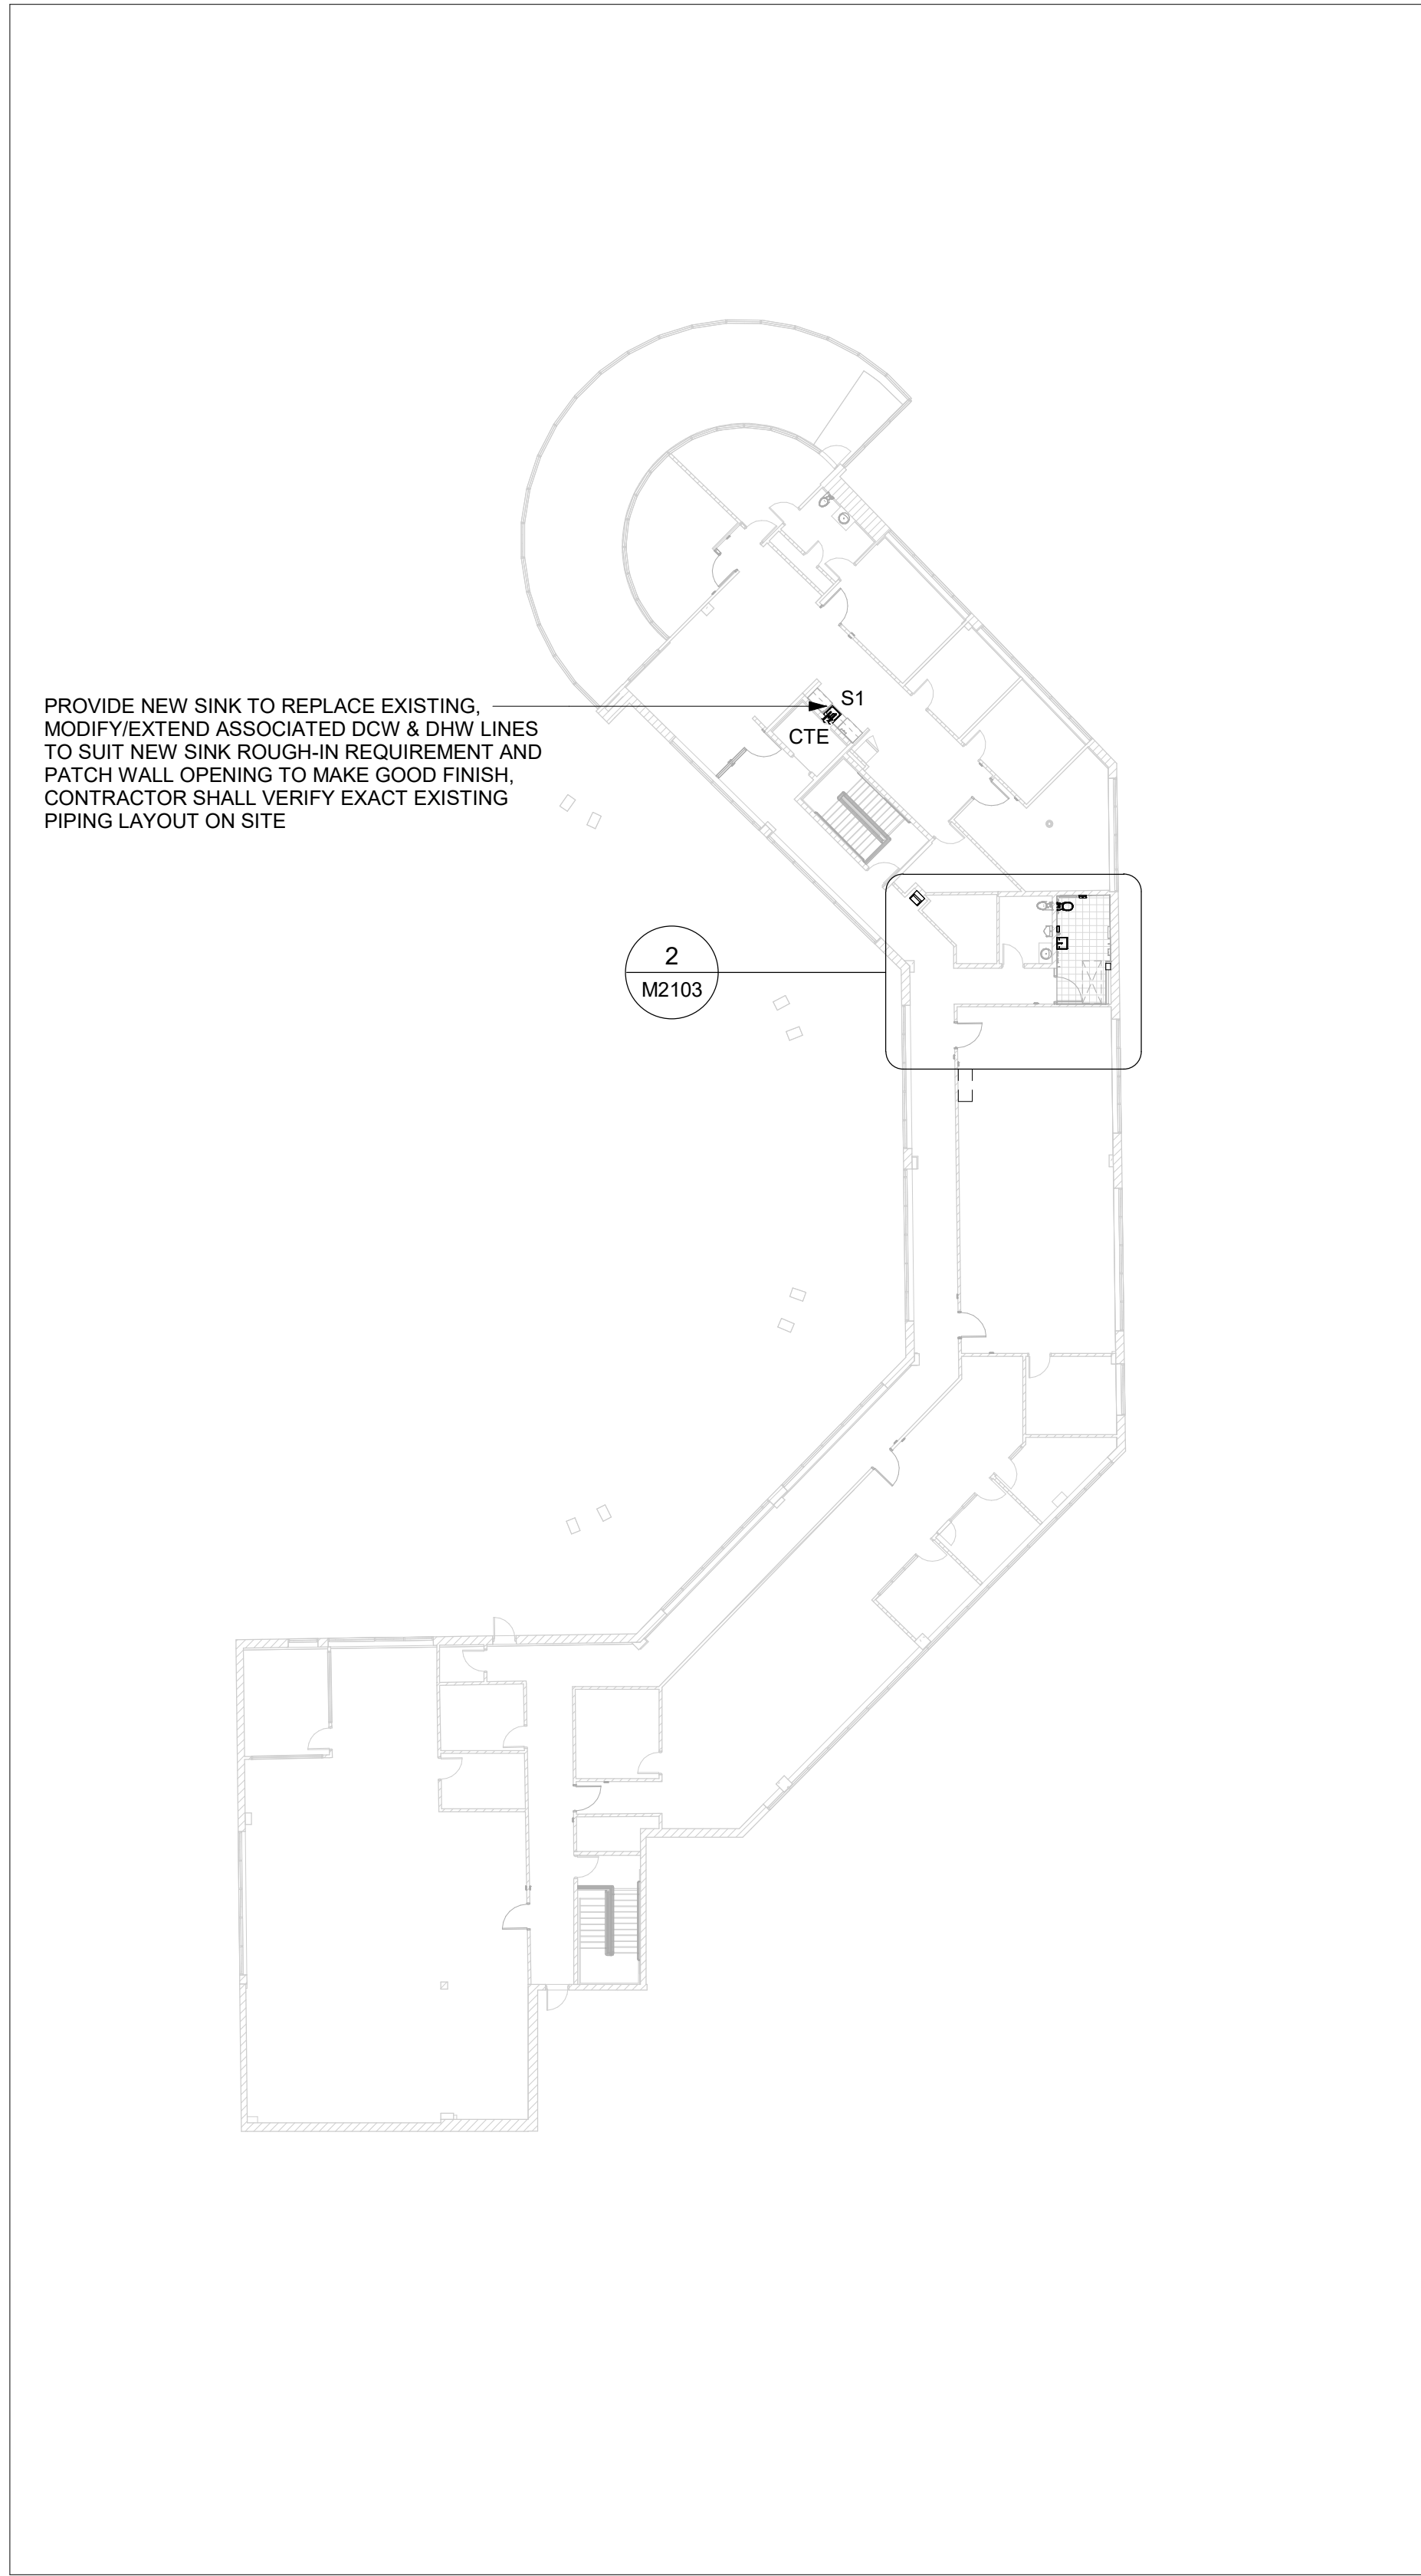 PROVIDE NEW SINK TO REPLACE EXISTING,
MODIFY/EXTEND ASSOCIATED DCW & DHW LINES
TO SUIT NEW SINK ROUGH-IN REQUIREMENT AND
PATCH WALL OPENING TO MAKE GOOD FINISH,
CONTRACTOR SHALL VERIFY EXACT EXISTING
PIPING LAYOUT ON SITE
S1
CTE
2
M2103